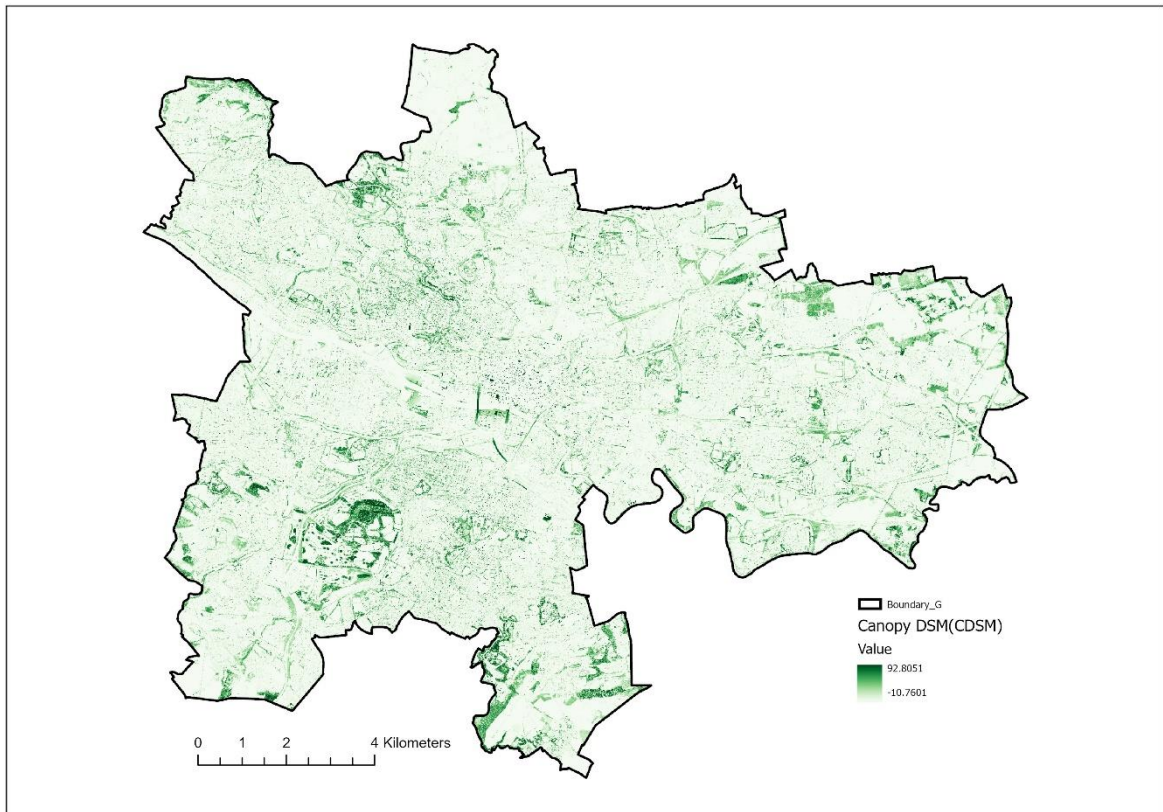 Boundary_G
Canopy DSM(CDSM)
Value
92.8051
-10.7601
0 1 2 4 Kilometers